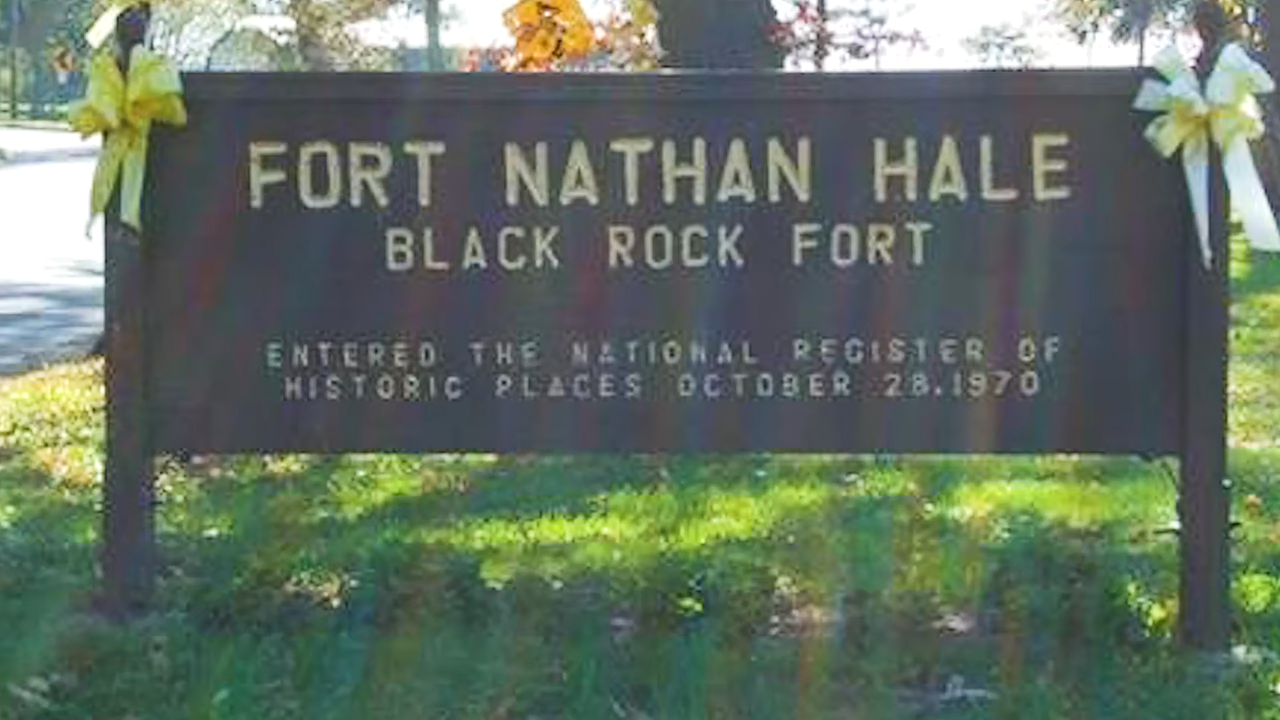 FORT NATHAN HALE
BLACK ROCK FORT
ENTERED THE NATIONAL REGISTER OF
HISTORIC PLACES OCTOBER 28.1970